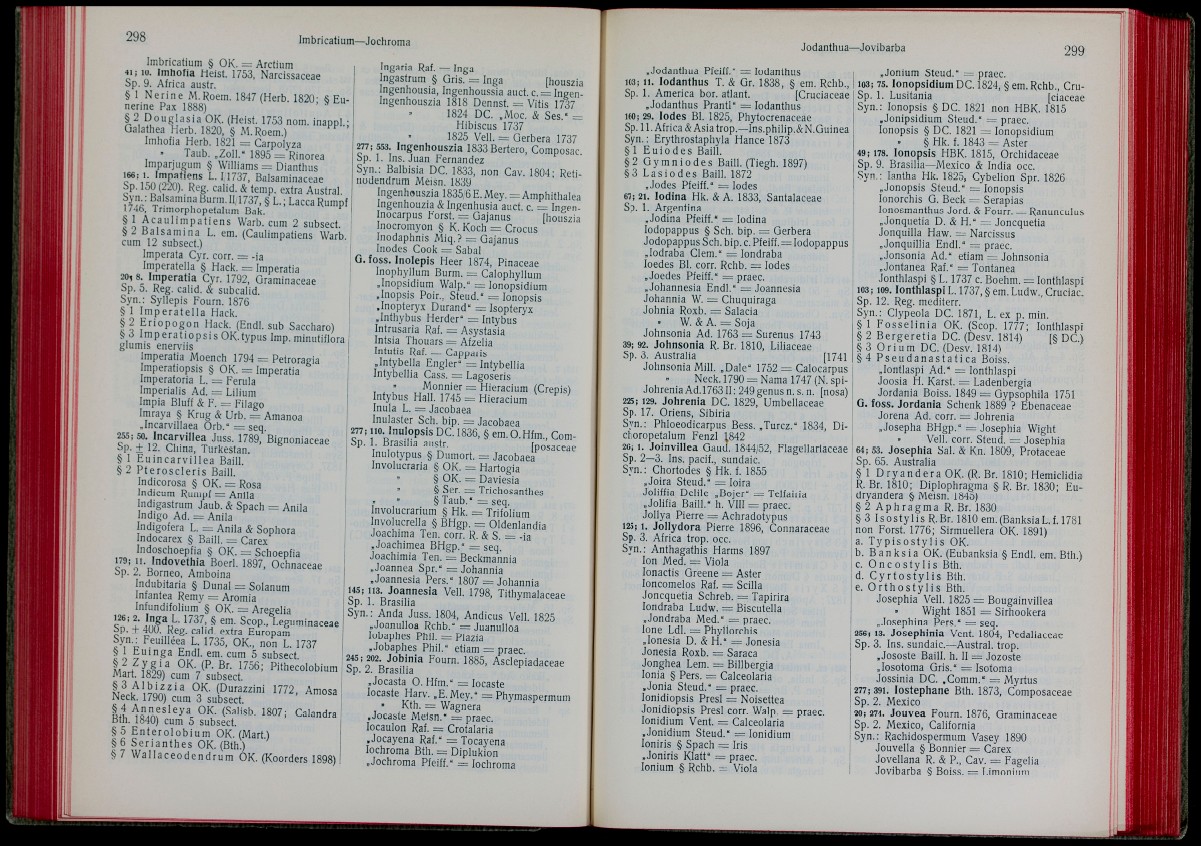 298
Imbricatium—Jochroma
Imbricatium § OK. = Arctium
41; 10. Imhofia Heist. 1753, Narcissaceae
Sp. 9. Africa austr.
§ 1 Nerine M.Roem. 1847 (Herb. 1820; § Eu-
nerine Pax 1888)
§ 2 Douglasia OK. (Heist. 1753 nom. inappl.;
Galathea Herb. 1820, § M.Roem.)
Imhofia Herb. 1821 = Carpolyza
„ Taub. „Zoll.“ 1895 = Rinorea
Imparjugum § Williams = Dianthus
166; 1. Impatiens L. I 1737, Balsaminaceae
Sp. 150 (220). Reg. calid. & temp. extra Austral.
Syn.: Balsamina Burm. II 1737, § L.; Lacca Rumpf
1746, Trimorphopetalum Bak.
§ 1 Acaulimpatiens Warb. cum 2 subsect.
§ 2 Balsamina L. em. (Caulimpatiens Warb.
cum 12 subsect.)
Imperata Cyr. corr. = -ia
Imperatella § Hack. = Imperatia
20; 8. Imperatia Cyr. 1792, Graminaceae
Sp. 5. Reg. calid. & subcalid.
Syn.: Syllepis Fourn. 1876
§ 1 Imperatella Hack.
§ 2 Eriopogon Hack. (Endl. sub Saccharo)
§ 3 Imperatiopsis OK. typus Imp. minutiflora
glumis enerviis
Imperatia Moench 1794 = Petroragia
Imperatiopsis § OK. = Imperatia
Imperatoria L. = Ferula
Imperialis Ad. = Lilium
Impia Bluff & F. = Filago
Imraya § Krug & Urb. = Amanoa
„Incarvillaea Orb.“ = seq.
255; 50. Incarvillea Juss. 1789, Bignoniaceae
Sp. ± 12. China, Turkestan.
§ 1 Euincarvillea Baill.
§ 2 Pteroscleris Baill.
Indicorosa § OK. = Rosa
Indicum Rumpf = Anila
Indigastrum Jaub. & Spach = Anila
Indigo Ad. = Anila
Indigofera L. = Anila & Sophora
Indocarex § Baill. = Carex
Indoschoepfia § OK. = Schoepfia
179; 11. Indovethia Boerl. 1897, Ochnaceae
Sp. 2. Borneo, Amboina
Indubitaria § Dunal = Solanum
Infantea Remy = Aromia
Infundifolium § OK. = Aregelia
126; 2. Inga L. 1737, § em. Scop., Leguminaceae
Sp. ± 400. Reg. calid extra Europam
Syn.: Feuilléea L. 1735, OK., non L. 1737
§ 1 Euinga Endl. em. cum 5 subsect.
§ 2 Zygia OK. (P. Br. 1756; Pithecolobium
Mart. 1829) cum 7 subsect.
§ 3 Albizzia OK. (Durazzini 1772, Amosa
Neck. 1790) cum 3 subsect.
§ 4 Annesleya OK. (Salisb. 1807; Calandra
Bth. 1840) cum 5 subsect.
§ 5 Enterolobium OK. (Mart.)
§ 6 Serianthes OK. (Bth.)
§ 7 Wallaceodendrum OK. (Koorders 1898)
Ingaria Raf. — Inga
Ingastrum § Gris. = Inga [houszia
Ingenhousia, Ingenhoussia auct. c. = Ingen-
Ingenhouszia 1818 Dennst. = Vitis 1737
„ 1824 DC. „Moc. & Ses.“ =
Hibiscus 1737
„ 1825 Vell. = Gerbera 1737
277; 553. Ingenhouszia 1833 Bertero, Composac.
Sp. 1. Ins. Juan Fernandez
Syn.: Balbisia DC. 1833, non Cav. 1804; Reti-
nodendrum Meisn. 1839
Ingenhouszia 1835/6 E. Mey. = Amphithalea
Ingenhouzia & Ingenhusia auct. c. = Ingen-
Inocarpus Forst. = Gajanus [houszia
Inocromyon § K. Koch = Crocus
Inodaphnis Miq. ? = Gajanus
Inodes Cook = Sabal
G. foss. Inolepis Heer 1874, Pinaceae
Inophyllum Burm. = Calophyllum
„Inopsidium Walp.“ = Ionopsidium
„Inopsis Poir., Steud.“ = Ionopsis
„Inopteryx Durand“ = Isopteryx
„Inthybus Herder“ = Intybus
Intrusaria Raf. = Asystasia
Intsia Thouars = Afzelia
Intutis Raf. — Capparis
„Intybella Engler“ = Intybellia
Intybellia Cass. = Lagoseris
„ Monnier = Hieracium (Crepis)
Intybus Hall. 1745 = Hieracium
Inula L. = Jacobaea
Inulaster Sch. bip. = Jacobaea
277; 110. Inulopsis DC. 1836, § em. O. Hfm., Com-
Sp. 1. Brasilia austr. [posaceae
Inulotypus § Dumort. = Jacobaea
Involucraria § OK. = Hartogia
„ § OK. = Daviesia
„ § Ser. = Trichosanthes
„ § Taub.“ = seq.
Involucrarium § Hk. = Trifolium
Involucrella § BHgp. = Oldenlandia
Joachima Ten. corr. R. & S. = -ia
„Joachimea BHgp.“ = seq.
Joachimia Ten. = Beckmannia
„Joannea Spr.“ = Johannia
„Joannesia Pers.“ 1807 = Johannia
145; 113. Joannesia Vell. 1798, Tithymalaceae
Sp. 1. Brasilia
Syn.: Anda Juss. 1804, Andicus Vell. 1825
„Joanulloa Rchb.“ = Juanulloa
Iobaphes Phil. = Plazia
„Jobaphes Phil.“ etiam = praec.
245; 202. Jobinia Fourn. 1885, Asclepiadaceae
Sp. 2. Brasilia
„Jocasta O. Hfm.“ = Iocaste
Iocaste Harv. „E. Mey.“ = Phymaspermum
„ Kth. = Wagnera
„Jocaste Meisn.“ = praec.
Iocaulon Raf. = Crotalaria
„Jocayena Raf.“ = Tocayena
Iochroma Bth. = Diplukion
„Jochroma Pfeiff.“ = Iochroma
Jodanthua—Jovibarba
299
„Jodanthua Pfeiff.“ = Iodanthus
103; 11. Iodanthus T. & Gr. 1838, § em. Rchb.,
Sp. 1. America bor. atlant. [Cruciaceae
„Jodanthus Prantl“ = Iodanthus
160; 29. Iodes Bl. 1825, Phytocrenaceae
Sp. 11. Africa & Asia trop.—Ins. philip. & N. Guinea
Syn.: Erythrostaphyla Hance 1873
§ 1 Euiodes Baill.
§ 2 Gymniodes Baill. (Tiegh. 1897)
§ 3 Lasiodes Baill. 1872
„Jodes Pfeiff.“ = Iodes
67; 21. Iodina Hk. & A. 1833, Santalaceae
Sp. 1. Argentina
„Jodina Pfeiff.“ = Iodina
Iodopappus § Sch. bip. = Gerbera
Jodopappus Sch. bip. c. Pfeiff. = Iodopappus
„Iodraba Clem.“ = Iondraba
Ioedes Bl. corr. Rchb. = Iodes
„Joedes Pfeiff.“ = praec.
„Johannesia Endl.“ = Joannesia
Johannia W. = Chuquiraga
Johnia Roxb. = Salacia
„ W. & A. = Soja
Johnsonia Ad. 1763 = Surenus 1743
39; 92. Johnsonia R. Br. 1810, Liliaceae
Sp. 3. Australia [1741
Johnsonia Mill. „Dale“ 1752 = Calocarpus
„ Neck. 1790 = Nama 1747 (N. spi-
Johrenia Ad. 1763 II: 249 genus n. s. n. [nosa)
225; 129. Johrenia DC. 1829, Umbellaceae
Sp. 17. Oriens, Sibiria
Syn.: Phloeodicarpus Bess. „Turcz.“ 1834, Di-
choropetalum Fenzl 1842
26; 1. Joinvillea Gaud. 1844/52, Flagellariaceae
Sp. 2—3. Ins. pacif., sundaic.
Syn.: Chortodes § Hk. f. 1855
„Joira Steud.“ = Ioira
Joliffia Delile „Bojer“ = Telfairia
„Jolifia Baill.“ h. VIII = praec.
Jollya Pierre = Achradotypus
125; 1. Jollydora Pierre 1896, Connaraceae
Sp. 3. Africa trop. occ.
Syn.: Anthagathis Harms 1897
Ion Med. = Viola
Ionactis Greene = Aster
Ioncomelos Raf. = Scilla
Joncquetia Schreb. = Tapirira
Iondraba Ludw. = Biscutella
„Jondraba Med.“ = praec.
Ione Ldl. = Phyllorchis
„Ionesia D. & H.“ = Jonesia
Jonesia Roxb. = Saraca
Jonghea Lem. = Billbergia
Ionia § Pers. = Calceolaria
„Jonia Steud.“ = praec.
Ionidiopsis Presl = Noisettea
Jonidiopsis Presl corr. Walp. = praec.
Ionidium Vent. = Calceolaria
„Jonidium Steud.“ = Ionidium
Ioniris § Spach = Iris
„Joniris Klatt“ = praec.
Ionium § Rchb. = Viola
„Jonium Steud.“ = praec.
103; 75. Ionopsidium DC. 1824, § em. Rchb., Cru-
Sp. 1. Lusitania [ciaceae
Syn.: Ionopsis § DC. 1821 non HBK. 1815
„Jonipsidium Steud.“ = praec.
Ionopsis § DC. 1821 = Ionopsidium
„ § Hk. f. 1843 = Aster
49; 178. Ionopsis HBK. 1815, Orchidaceae
Sp. 9. Brasilia—Mexico & India occ.
Syn.: Iantha Hk. 1825, Cybelion Spr. 1826
„Jonopsis Steud.“ = Ionopsis
Ionorchis G. Beck = Serapias
Ionosmanthus Jord. & Fourr. — Ranunculus
„Jonquetia D. & H.“ = Joncquetia
Jonquilla Haw. = Narcissus
„Jonquillia Endl.“ = praec.
„Jonsonia Ad.“ etiam = Johnsonia
„Jontanea Raf.“ = Tontanea
Jonthlaspi § L. 1737 c. Boehm. = Ionthlaspi
103; 109. Ionthlaspi L. 1737, § em. Ludw., Cruciac.
Sp. 12. Reg. mediterr.
Syn.: Clypeola DC. 1871, L. ex p. min.
§ 1 Fosselinia OK. (Scop. 1777; Ionthlaspi
§ 2 Bergeretia DC. (Desv. 1814) [§ DC.)
§ 3 Orium DC. (Desv. 1814)
§ 4 Pseudanastatica Boiss.
„Iontlaspi Ad.“ = Ionthlaspi
Joosia H. Karst. = Ladenbergia
Jordania Boiss. 1849 = Gypsophila 1751
G. foss. Jordania Schenk 1889 ? Ebenaceae
Jorena Ad. corr. = Johrenia
„Josepha BHgp.“ = Josephia Wight
„ Vell. corr. Steud. = Josephia
64; 53. Josephia Sal. & Kn. 1809, Protaceae
Sp. 65. Australia
§ 1 Dryandera OK. (R. Br. 1810; Hemiclidia
R. Br. 1810; Diplophragma § R. Br. 1830; Eu-
dryandera § Meisn. 1845)
§ 2 Aphragma R. Br. 1830
§ 3 Isostylis R. Br. 1810 em. (Banksia L. f. 1781
non Forst. 1776; Sirmuellera OK. 1891)
a. Typisostylis OK.
b. Banksia OK. (Eubanksia § Endl. em. Bth.)
c. Oncostylis Bth.
d. Cyrtostylis Bth.
e. Orthostylis Bth.
Josephia Vell. 1825 = Bougainvillea
„ Wight 1851 = Sirhookera
„Josephina Pers.“ = seq.
256; 13. Josephinia Vent. 1804, Pedaliaceae
Sp. 3. Ins. sundaic.—Austral. trop.
„Jososte Baill. h. II = Jozoste
„Iosotoma Gris.“ = Isotoma
Jossinia DC. „Comm.“ = Myrtus
277; 391. Iostephane Bth. 1873, Composaceae
Sp. 2. Mexico
20; 271. Jouvea Fourn. 1876, Graminaceae
Sp. 2. Mexico, California
Syn.: Rachidospermum Vasey 1890
Jouvella § Bonnier = Carex
Jovellana R. & P., Cav. = Fagelia
Jovibarba § Boiss. = Limonium